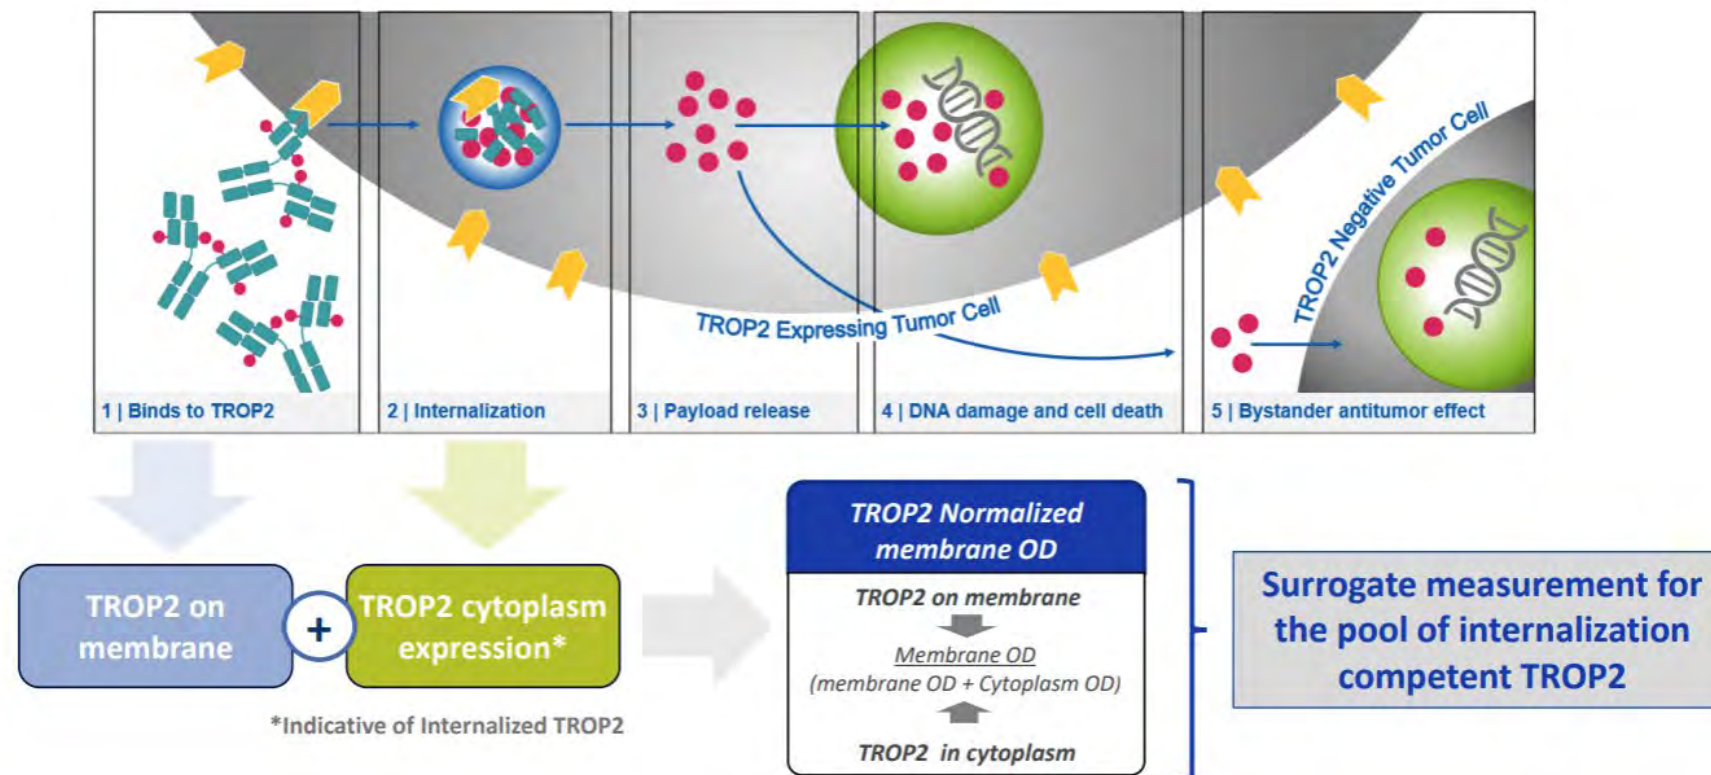 TROP2 Expressing Tumor Cell
TROP2 Negative Tumor Cell
1 | Binds to TROP2
2 | Internalization
3 | Payload release
4 | DNA damage and cell death
5 | Bystander antitumor effect
TROP2 on
membrane
+
TROP2 cytoplasm
expression*
*Indicative of Internalized TROP2
TROP2 Normalized
membrane OD
TROP2 on membrane
Membrane OD
(membrane OD + Cytoplasm OD)
TROP2 in cytoplasm
Surrogate measurement for
the pool of internalization
competent TROP2